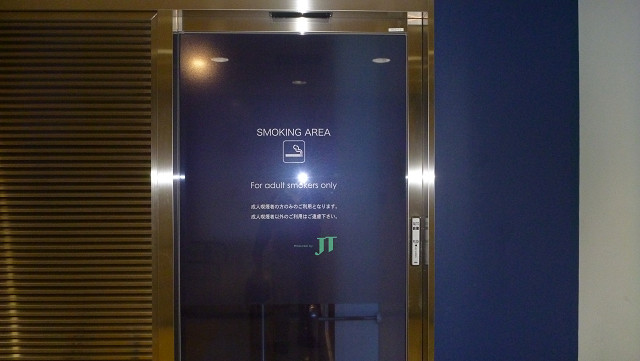 SMOKING AREA
For adult smokers only
成人喫煙者の方のみのご利用となります。
成人喫煙者以外のご利用はご遠慮下さい。
JT